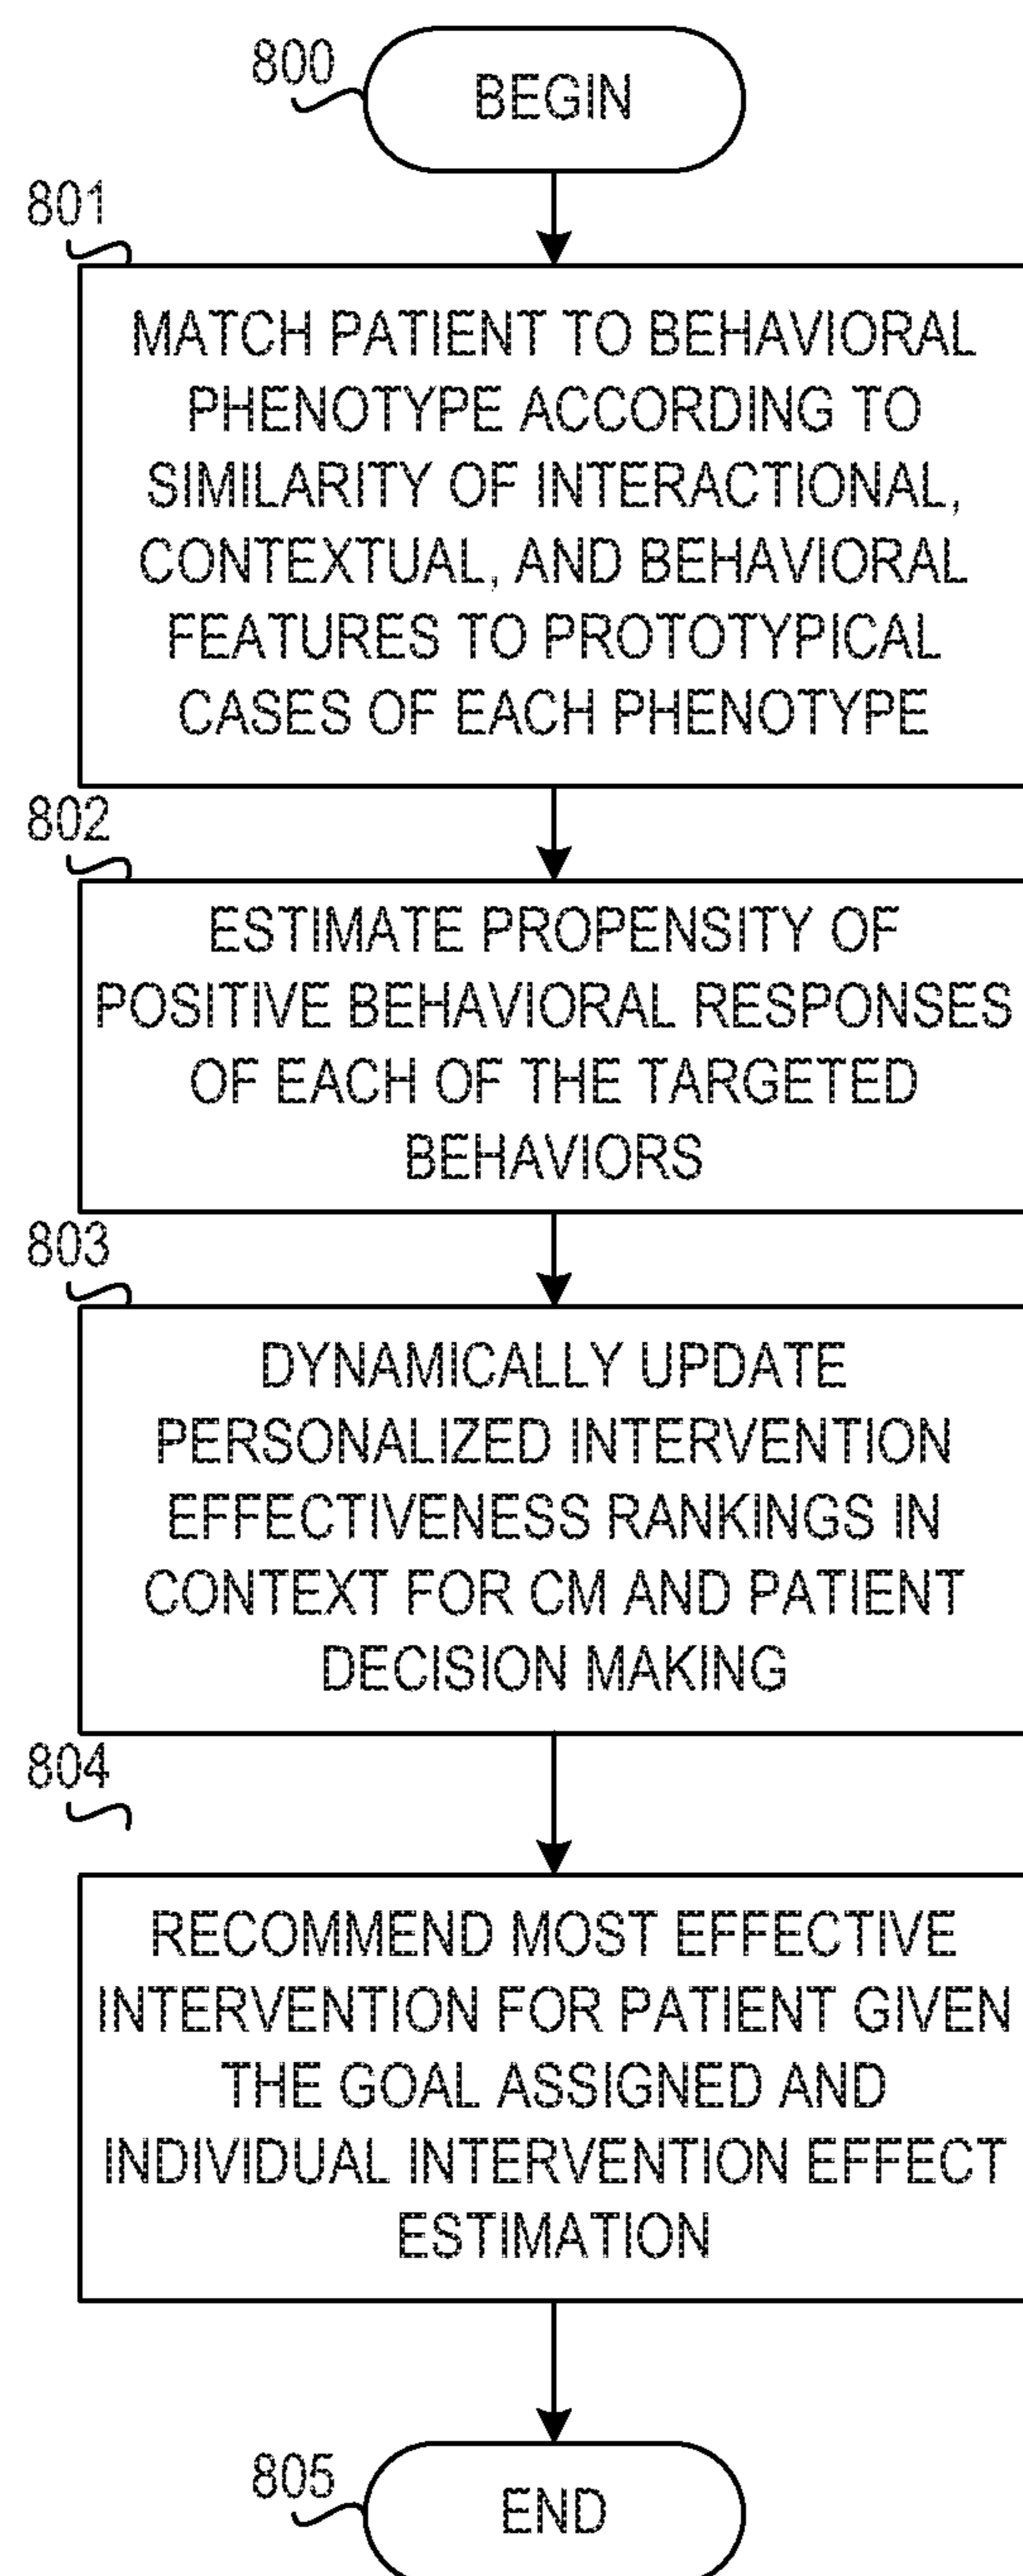 800
BEGIN
801
MATCH PATIENT TO BEHAVIORAL
PHENOTYPE ACCORDING TO
SIMILARITY OF INTERACTIONAL,
CONTEXTUAL, AND BEHAVIORAL
FEATURES TO PROTOTYPICAL
CASES OF EACH PHENOTYPE
802
ESTIMATE PROPENSITY OF
POSITIVE BEHAVIORAL RESPONSES
OF EACH OF THE TARGETED
BEHAVIORS
803
DYNAMICALLY UPDATE
PERSONALIZED INTERVENTION
EFFECTIVENESS RANKINGS IN
CONTEXT FOR CM AND PATIENT
DECISION MAKING
804
RECOMMEND MOST EFFECTIVE
INTERVENTION FOR PATIENT GIVEN
THE GOAL ASSIGNED AND
INDIVIDUAL INTERVENTION EFFECT
ESTIMATION
805
END